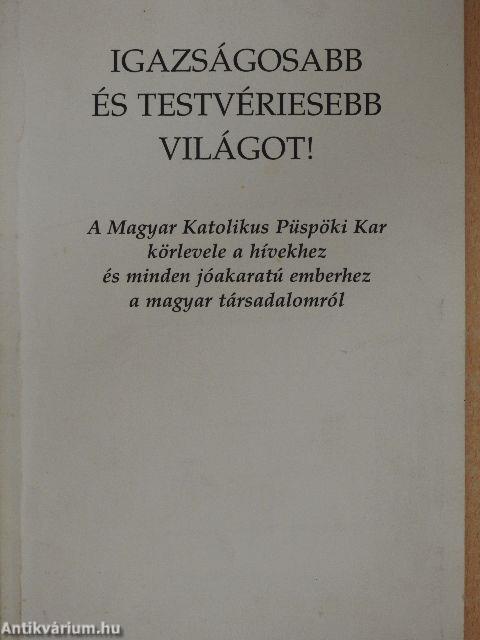 IGAZSÁGOSABB
ÉS TESTVÉRIESEBB
VILÁGOT!
A Magyar Katolikus Püspöki Kar
körlevele a hívekhez
és minden jóakaratú emberhez
a magyar társadalomról
Antikvárium.hu